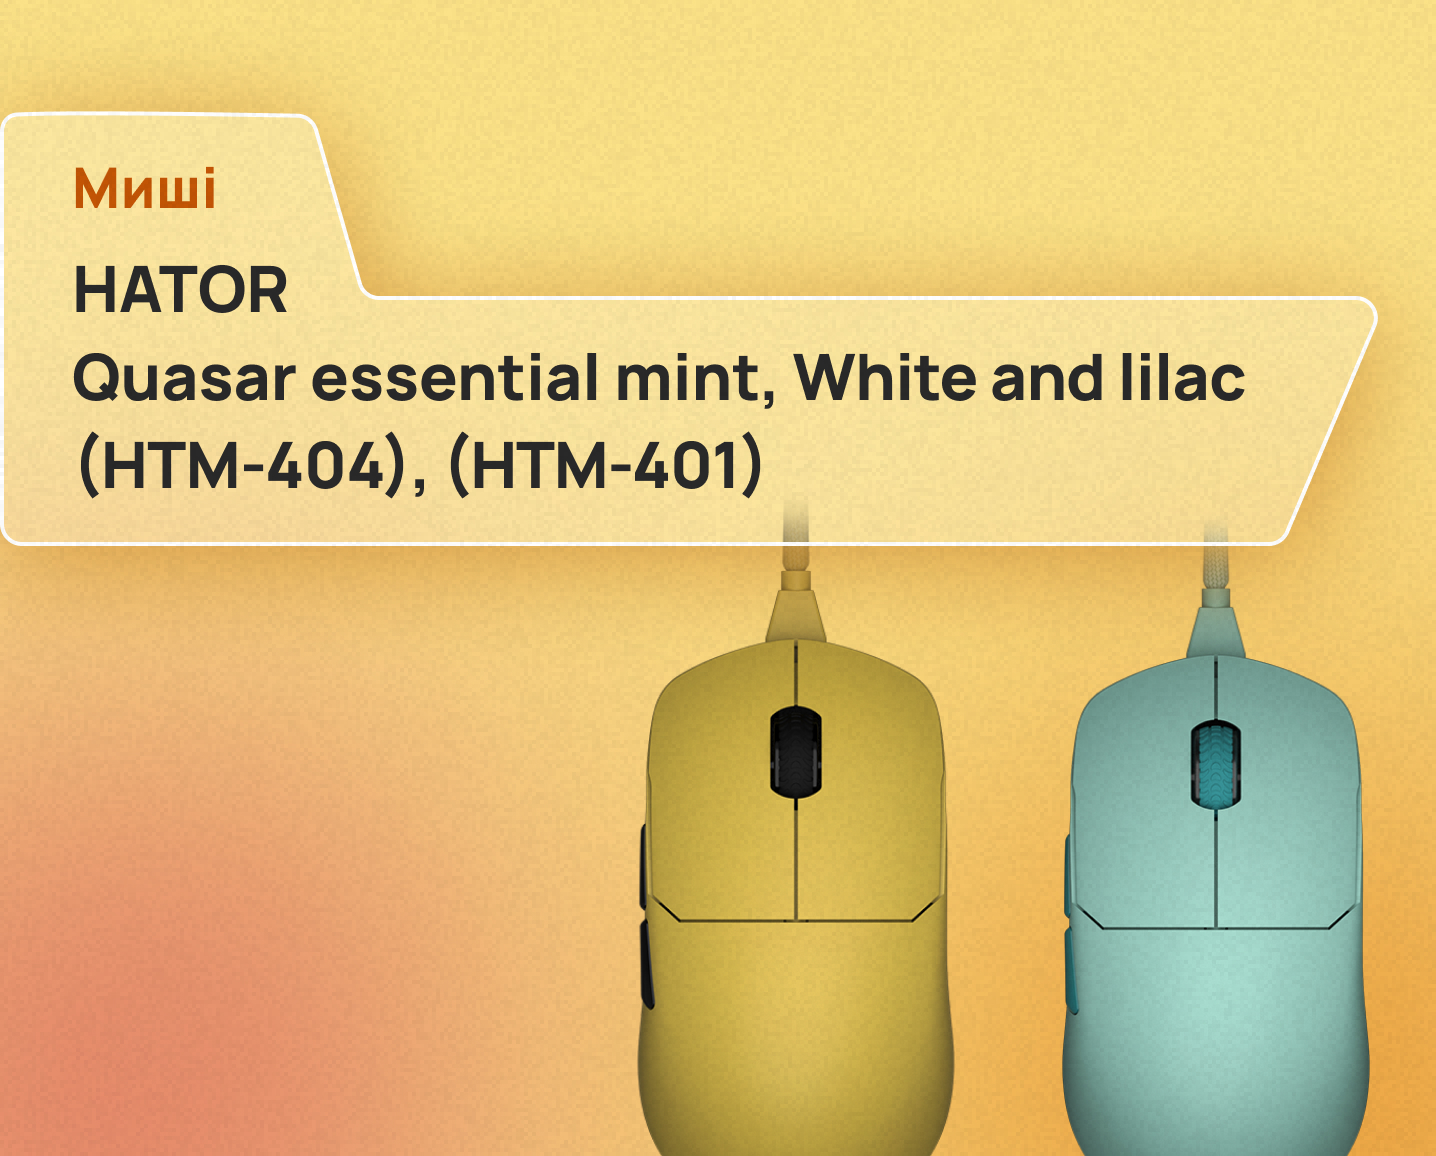 Миші
HATOR
Quasar essential mint, White and lilac
(HTM-404), (HTM-401)